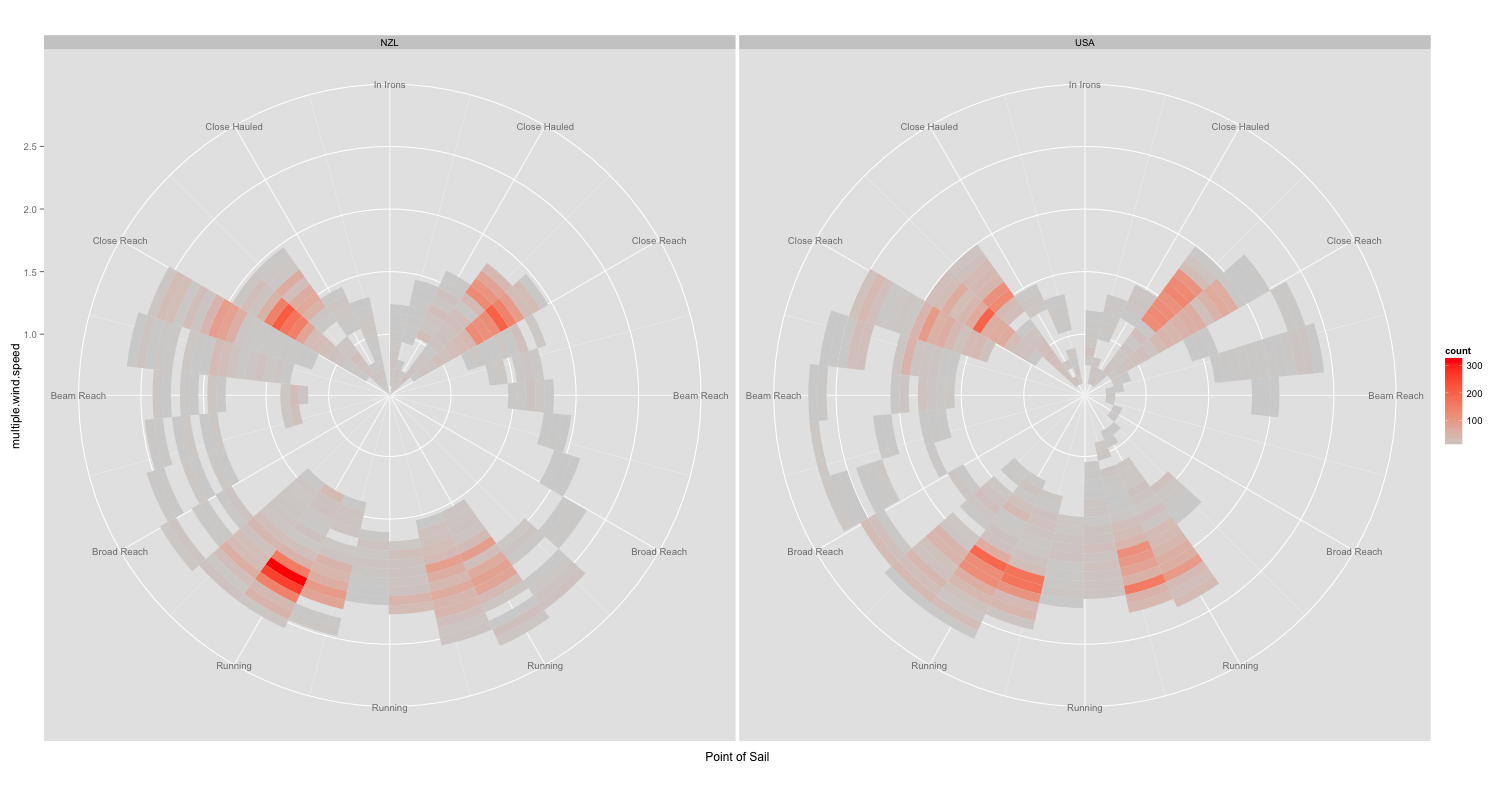 NZL
USA
In Irons
In Irons
Close Hauled
Close Hauled
Close Hauled
Close Hauled
2.5
2.0
Close Reach
Close Reach
Close Reach
Close Reach
1.5
1.0
multiple.wind.speed
Beam Reach
Beam Reach
Beam Reach
Beam Reach
count
300
200
100
Broad Reach
Broad Reach
Broad Reach
Broad Reach
Running
Running
Running
Running
Running
Running
Point of Sail